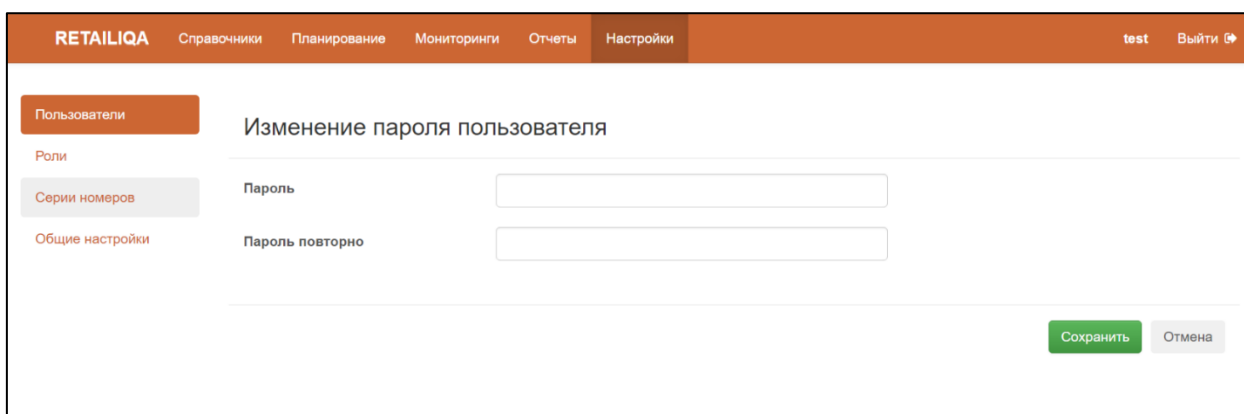 RETAILIQA Справочники Планирование Мониторинги Отчеты Настройки test Выйти
Пользователи
Роли
Серии номеров
Общие настройки
Изменение пароля пользователя
Пароль
Пароль повторно
Сохранить Отмена